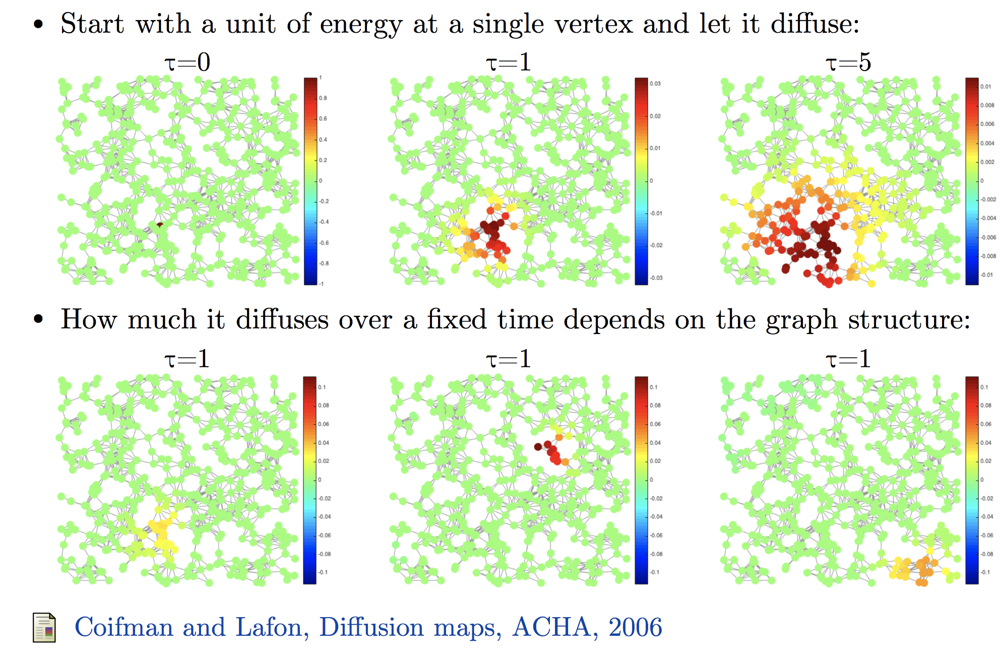 • Start with a unit of energy at a single vertex and let it diffuse:
τ=0 τ=1 τ=5
1 0.8 0.6 0.4 0.2 0 -0.2 -0.4 -0.6 -0.8 -1
0.03 0.02 0.01 0 -0.01 -0.02 -0.03
0.01 0.008 0.006 0.004 0.002 0 -0.002 -0.004 -0.006 -0.008 -0.01
• How much it diffuses over a fixed time depends on the graph structure:
τ=1 τ=1 τ=1
0.1 0.08 0.06 0.04 0.02 0 -0.02 -0.04 -0.06 -0.08 -0.1
0.1 0.08 0.06 0.04 0.02 0 -0.02 -0.04 -0.06 -0.08 -0.1
0.1 0.08 0.06 0.04 0.02 0 -0.02 -0.04 -0.06 -0.08 -0.1
Coifman and Lafon, Diffusion maps, ACHA, 2006